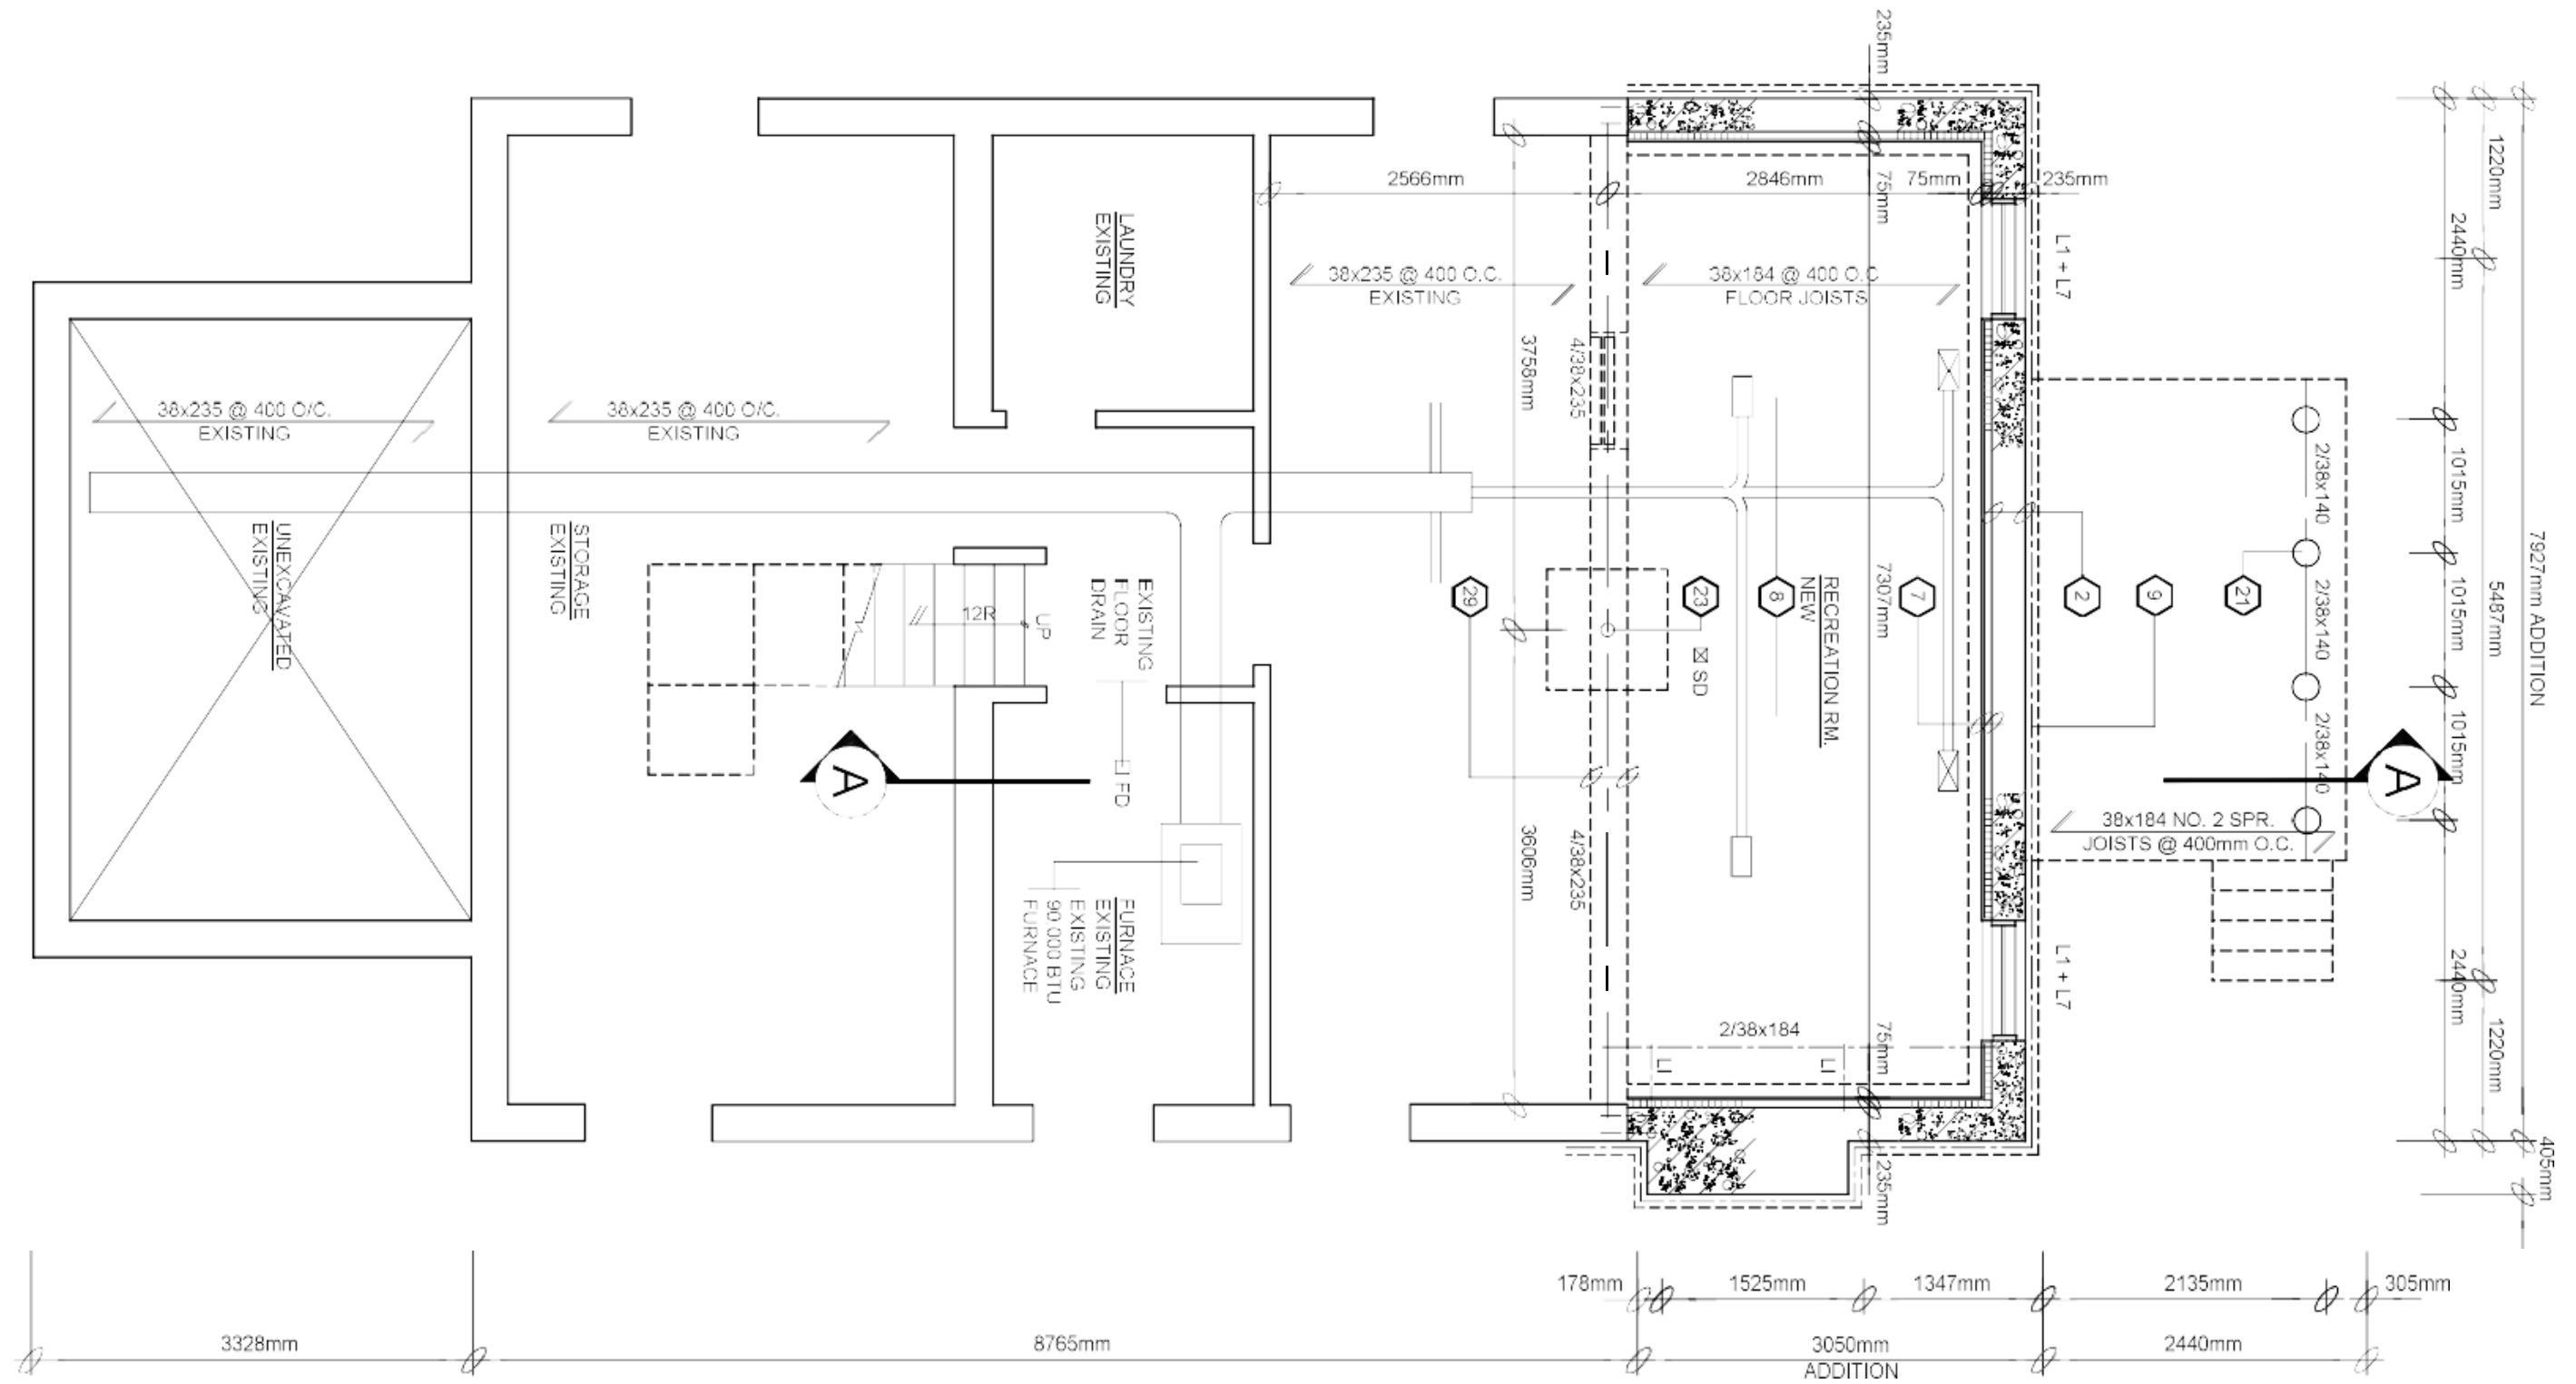 235mm
2566mm
2846mm
75mm
75mm
235mm
1220mm
2440mm
L1 + L7
LAUNDRY
EXISTING
38x235 @ 400 O.C.
EXISTING
38x184 @ 400 O.C
FLOOR JOISTS
3758mm
4/38x235
38x235 @ 400 O/C.
EXISTING
38x235 @ 400 O/C.
EXISTING
2/38x140
1015mm
UNEXCAVATED
EXISTING
STORAGE
EXISTING
EXISTING
FLOOR
DRAIN
12R
UP
29
23
8
RECREATION RM.
NEW
7307mm
7
2
9
21
2/38x140
1015mm
5487mm
7927mm ADDITION
SD
2/38x140
1015mm
A
FD
A
38x184 NO. 2 SPR.
JOISTS @ 400mm O.C.
3606mm
4/38x235
FURNACE
EXISTING
EXISTING
90 000 BTU
FURNACE
L1 + L7
2440mm
1220mm
2/38x184
75mm
LI
LI
235mm
405mm
178mm
1525mm
1347mm
2135mm
305mm
3328mm
8765mm
3050mm
ADDITION
2440mm